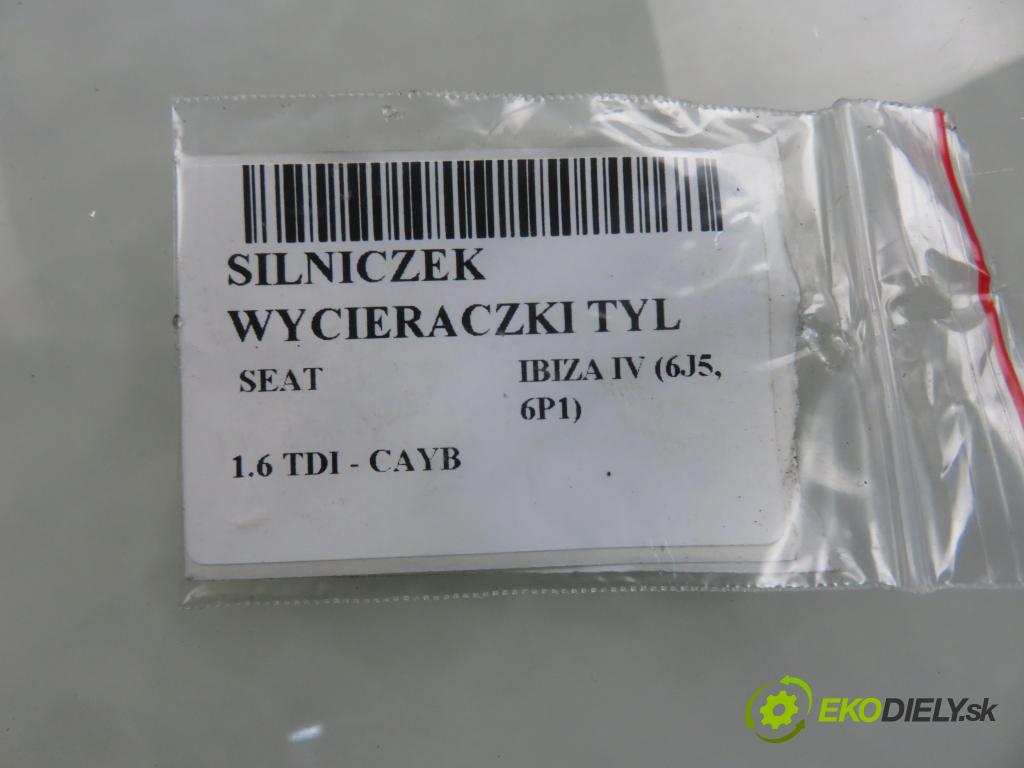 SILNICZEK
WYCIERACZKI TYL
SEAT IBIZA IV (6J5,
6P1)
1.6 TDI - CAYB
EKODIELY.sk